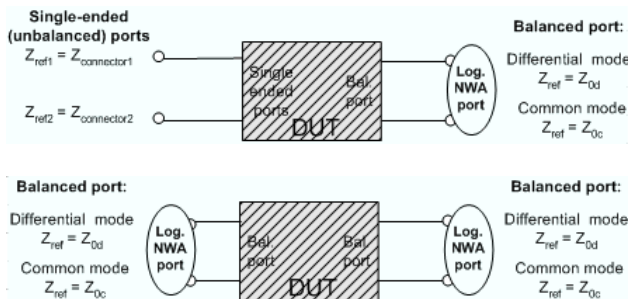 Single-ended
(unbalanced) ports
Zref1 = Zconnector1
Zref2 = Zconnector2
Single
ended
ports
Bal.
port
DUT
Log.
NWA
port
Balanced port:
Differential mode
Zref = Z0d
Common mode
Zref = Z0c
Balanced port:
Differential mode
Zref = Z0d
Common mode
Zref = Z0c
Log.
NWA
port
Bal.
port
Bal.
port
DUT
Log.
NWA
port
Balanced port:
Differential mode
Zref = Z0d
Common mode
Zref = Z0c